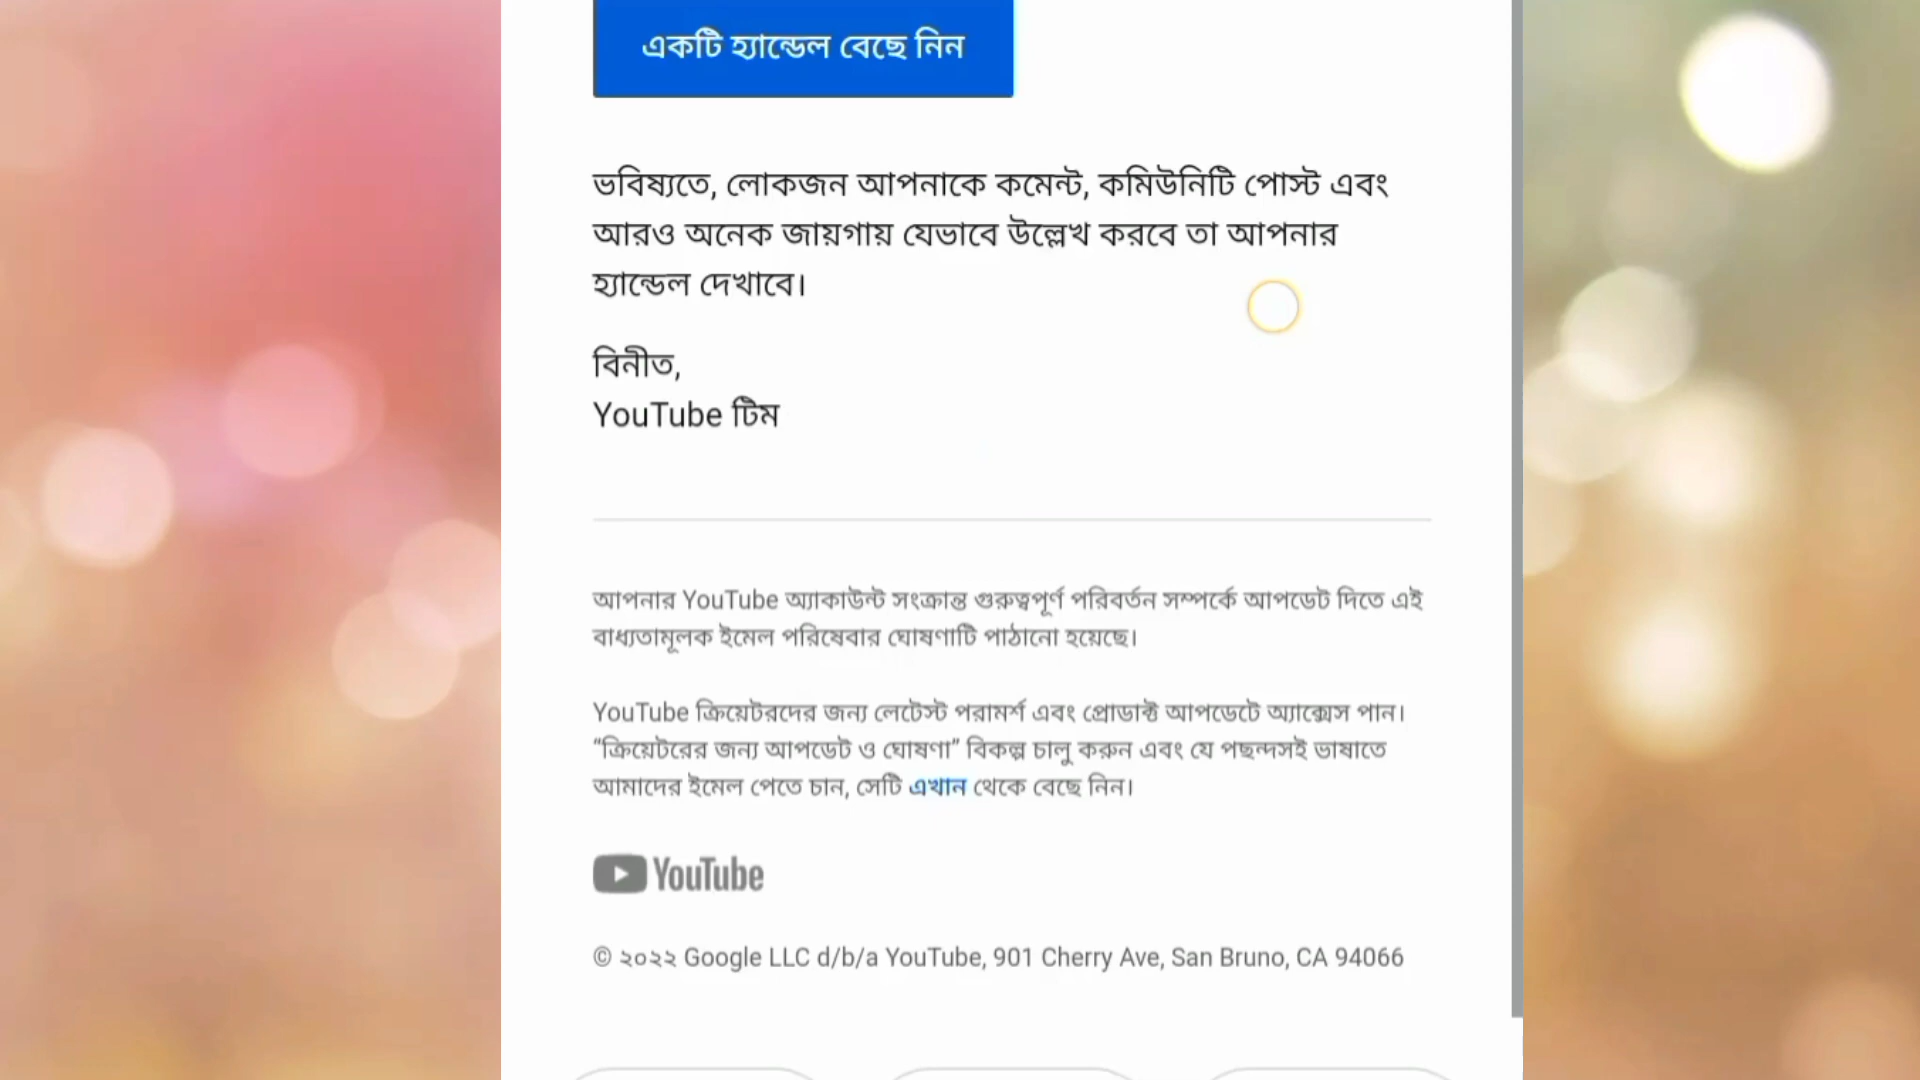 একটি হ্যান্ডেল বেছে নিন
ভবিষ্যতে, লোকজন আপনাকে কমেন্ট, কমিউনিটি পোস্ট এবং
আরও অনেক জায়গায় যেভাবে উল্লেখ করবে তা আপনার
হ্যান্ডেল দেখাবে।
বিনীত,
YouTube টিম
আপনার YouTube অ্যাকাউন্ট সংক্রান্ত গুরুত্বপূর্ণ পরিবর্তন সম্পর্কে আপডেট দিতে এই
বাধ্যতামূলক ইমেল পরিষেবার ঘোষণাটি পাঠানো হয়েছে।
YouTube ক্রিয়েটরদের জন্য লেটেস্ট পরামর্শ এবং প্রোডাক্ট আপডেটে অ্যাক্সেস পান।
“ক্রিয়েটরের জন্য আপডেট ও ঘোষণা” বিকল্প চালু করুন এবং যে পছন্দসই ভাষাতে
আমাদের ইমেল পেতে চান, সেটি এখান থেকে বেছে নিন।
YouTube
© ২০২২ Google LLC d/b/a YouTube, 901 Cherry Ave, San Bruno, CA 94066